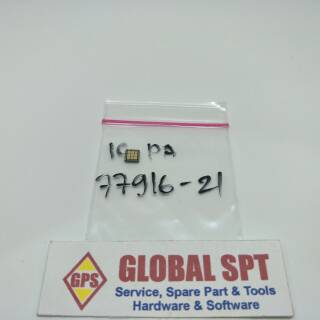 IC PA
77916-21
GPS
GLOBAL SPT
Service, Spare Part & Tools
Hardware & Software